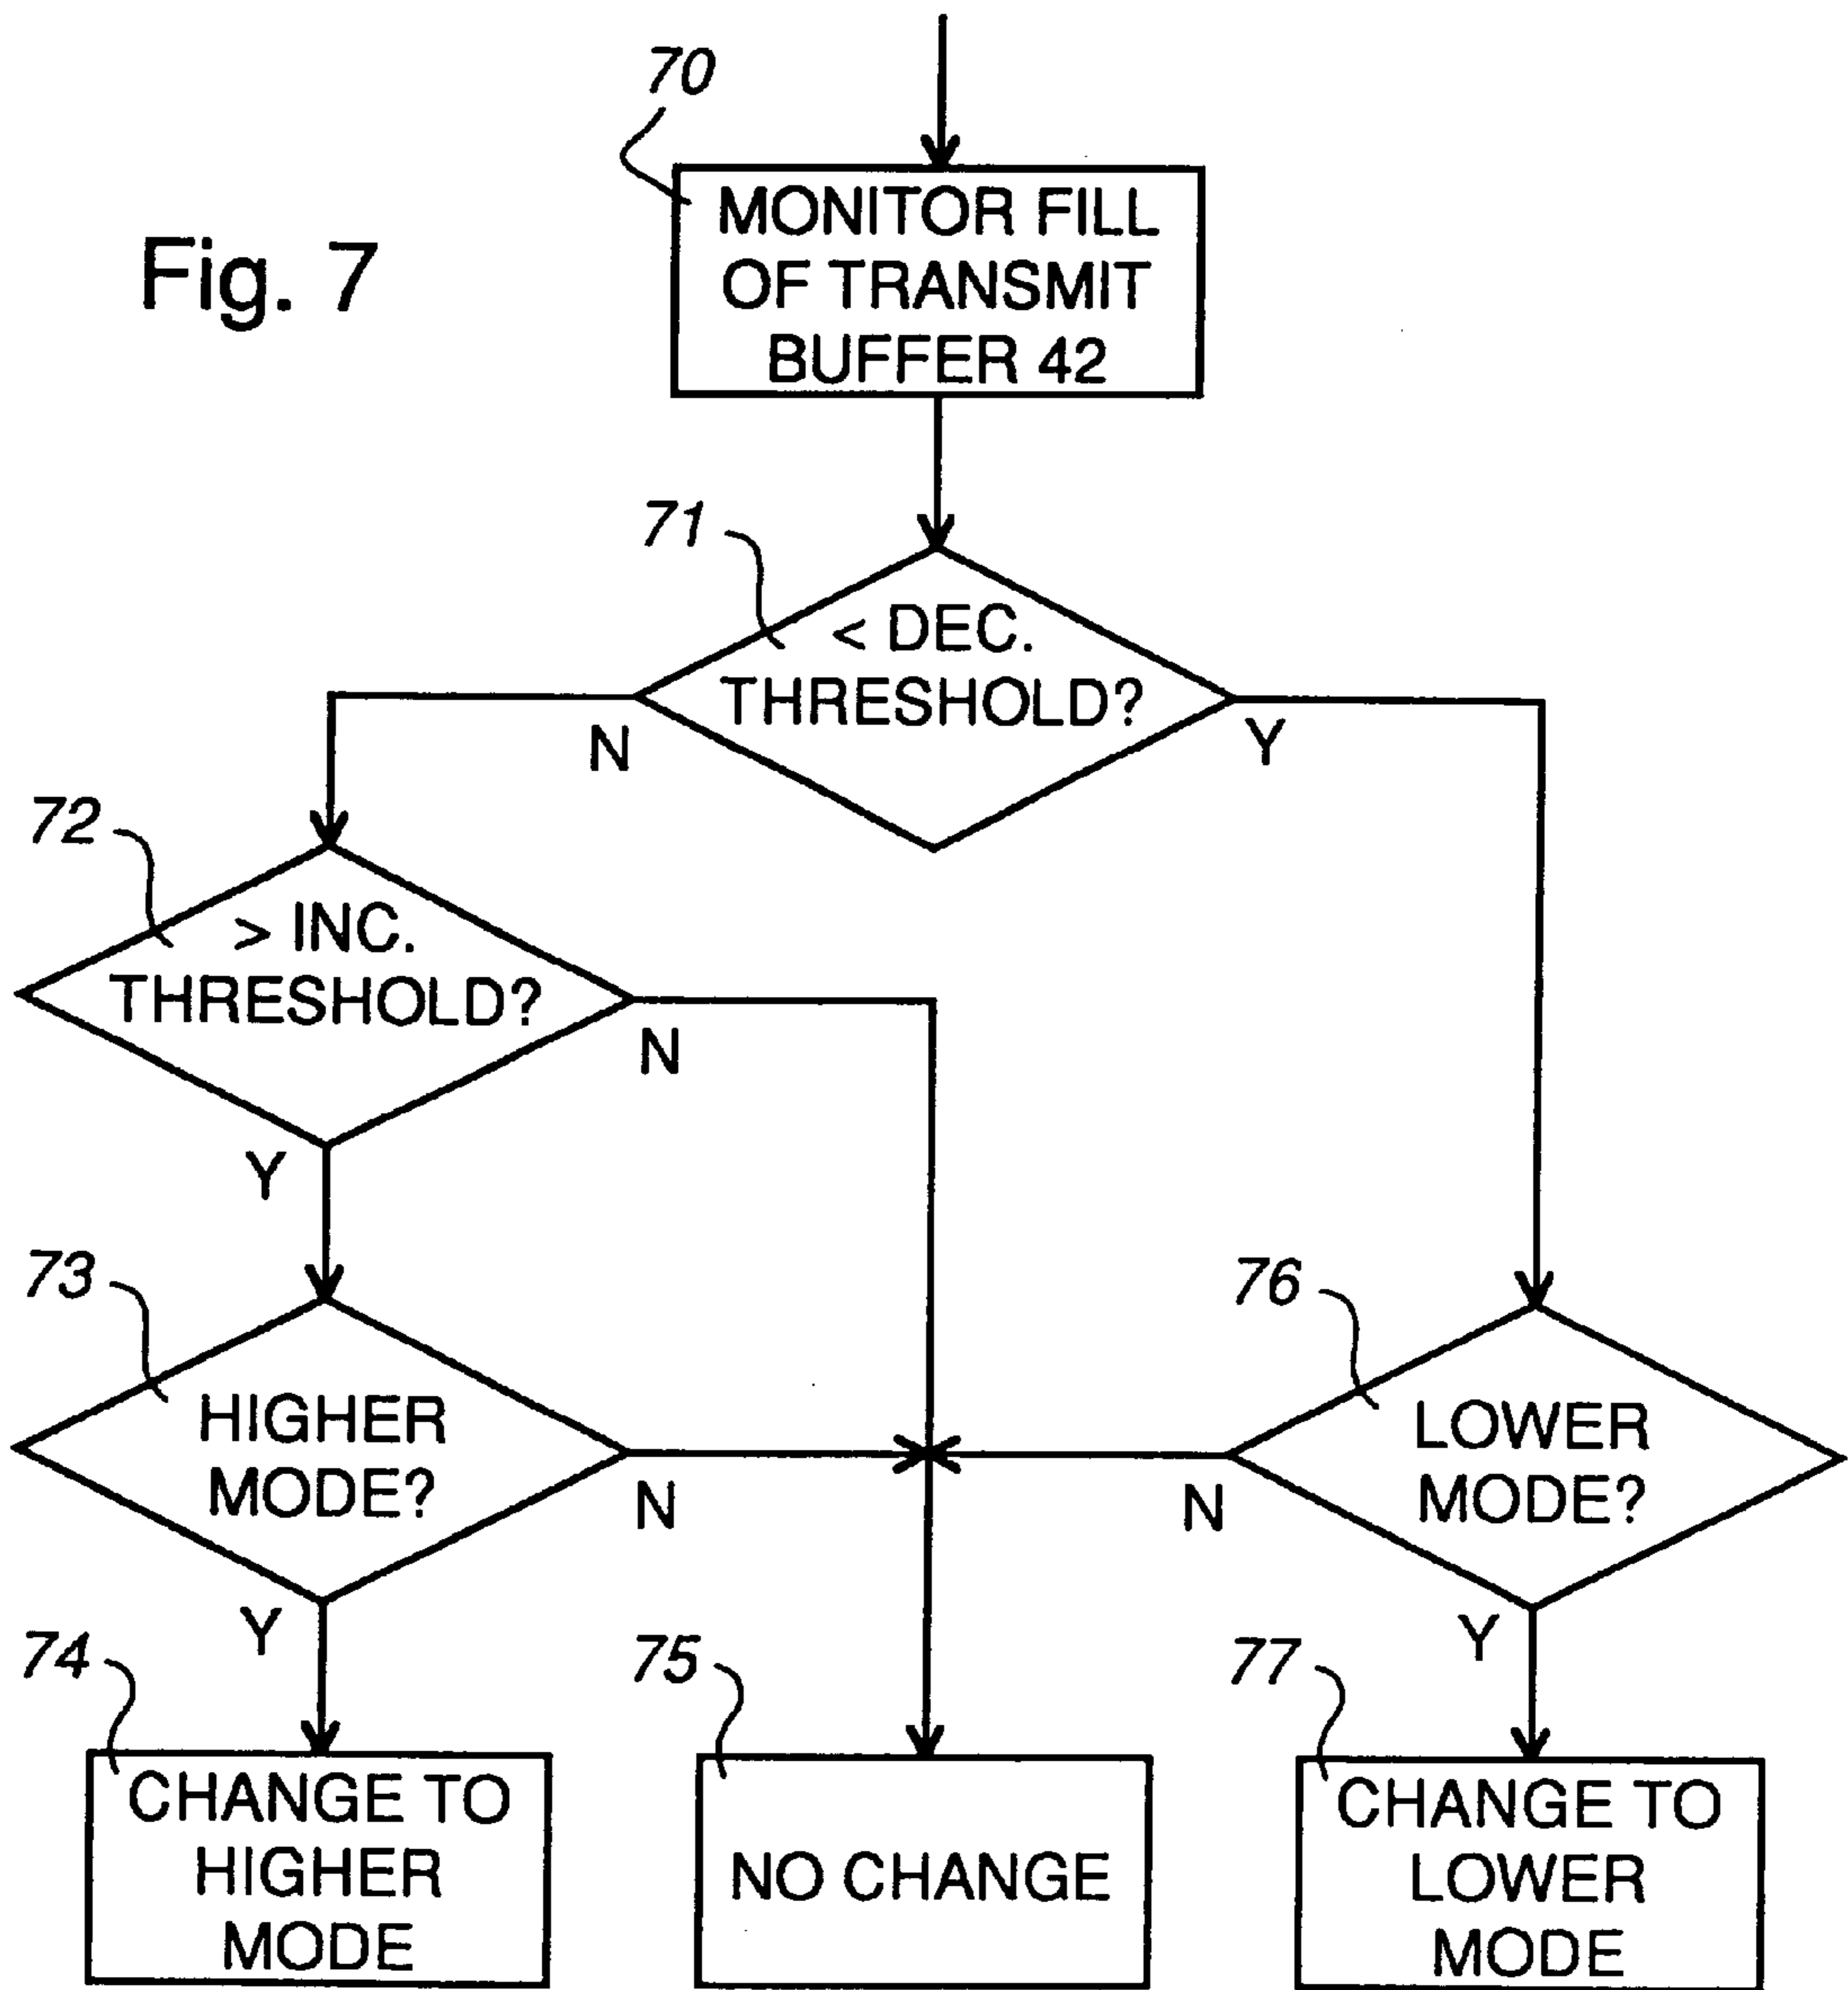 70
MONITOR FILL
OF TRANSMIT
BUFFER 42
Fig. 7
71
< DEC.
THRESHOLD?
N
Y
72
> INC.
THRESHOLD?
N
Y
73
HIGHER
MODE?
N
Y
76
LOWER
MODE?
N
Y
74
CHANGE TO
HIGHER
MODE
75
NO CHANGE
77
CHANGE TO
LOWER
MODE